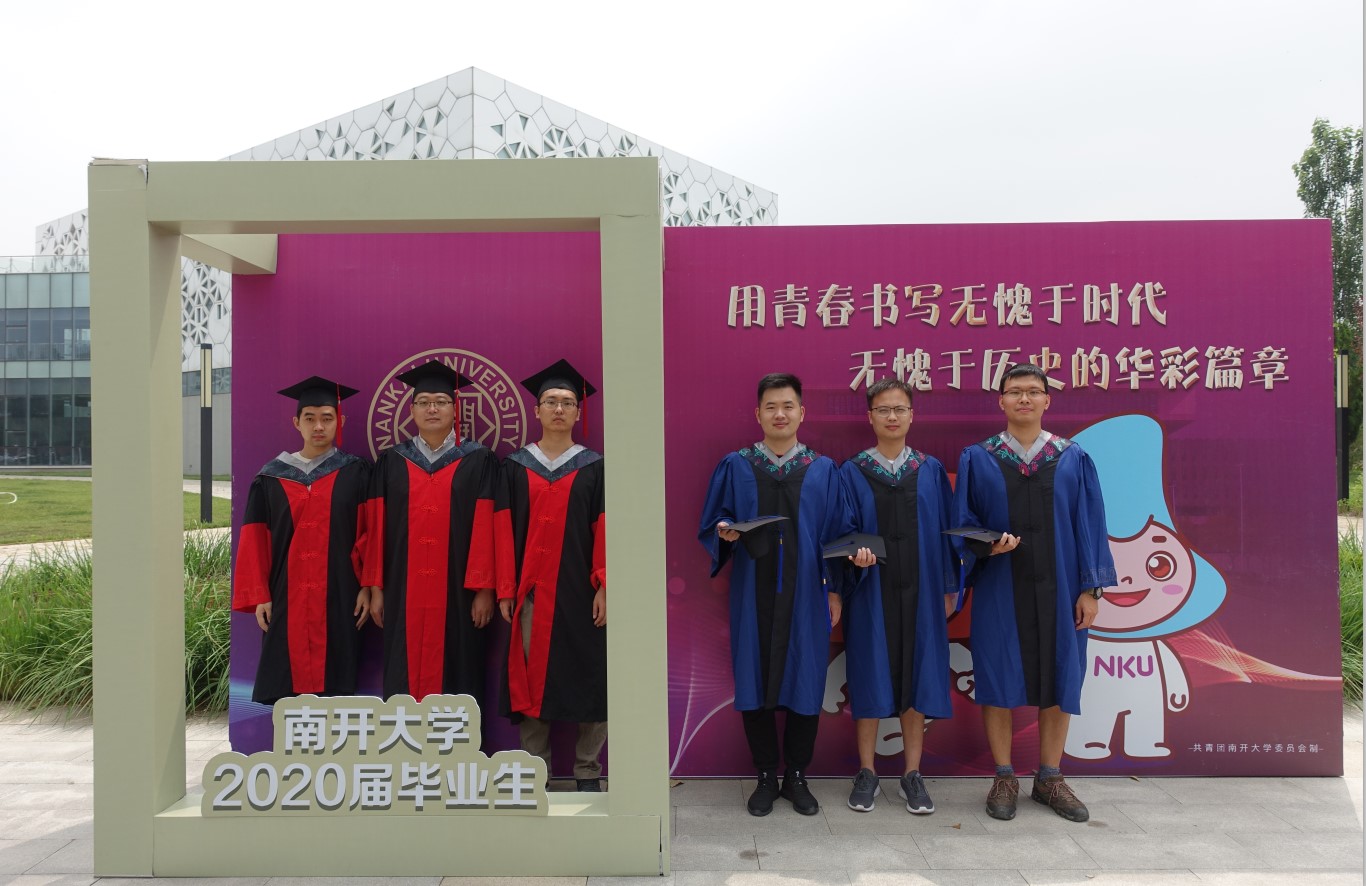 用青春书写无愧于时代
无愧于历史的华彩篇章
NANKAI UNIVERSITY
NKU
南开大学
2020届毕业生
共青团南开大学委员会制